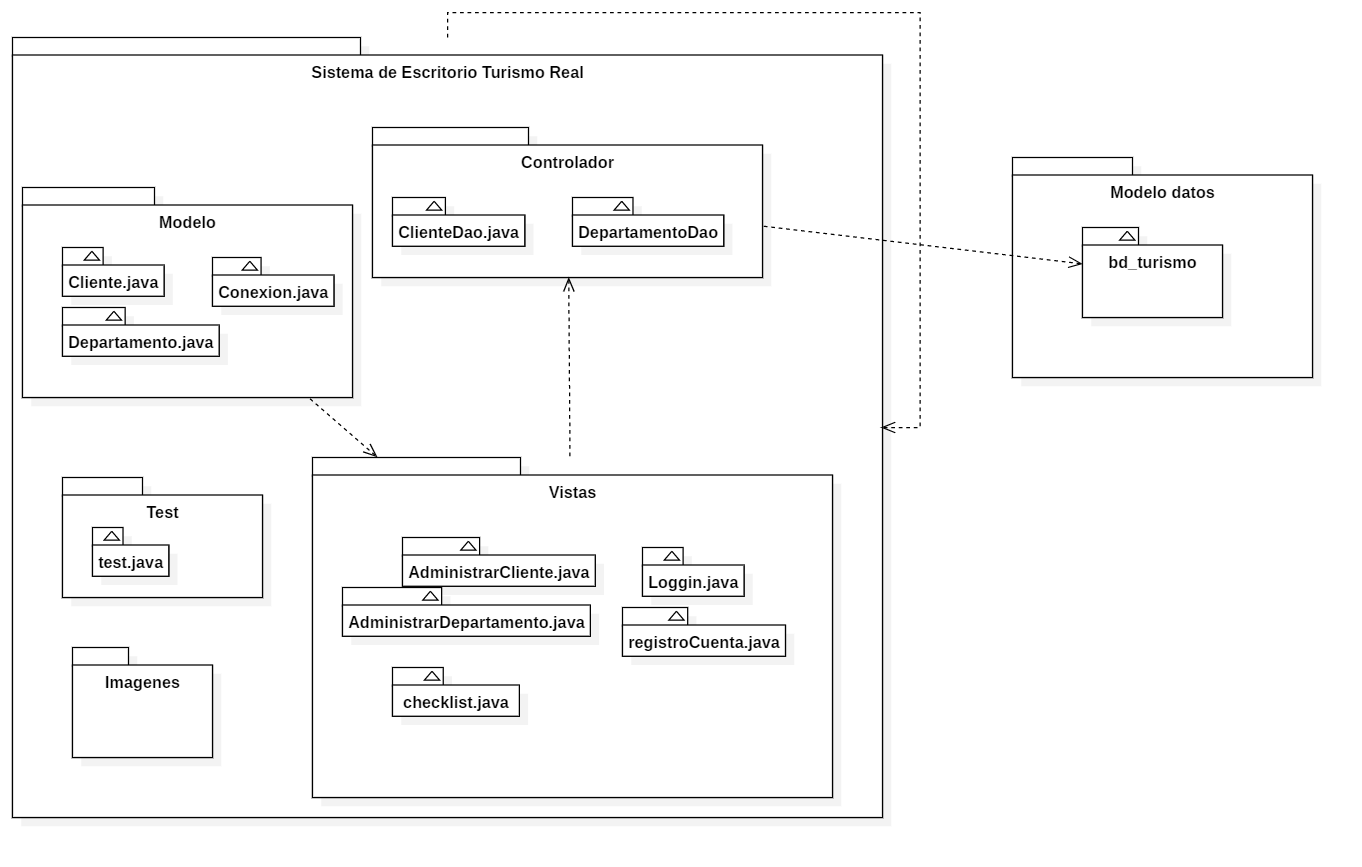 Sistema de Escritorio Turismo Real
Controlador
ClienteDao.java
DepartamentoDao
Modelo
Cliente.java
Conexion.java
Departamento.java
Modelo datos
bd_turismo
Test
test.java
Imagenes
Vistas
AdministrarCliente.java
Loggin.java
AdministrarDepartamento.java
registroCuenta.java
checklist.java